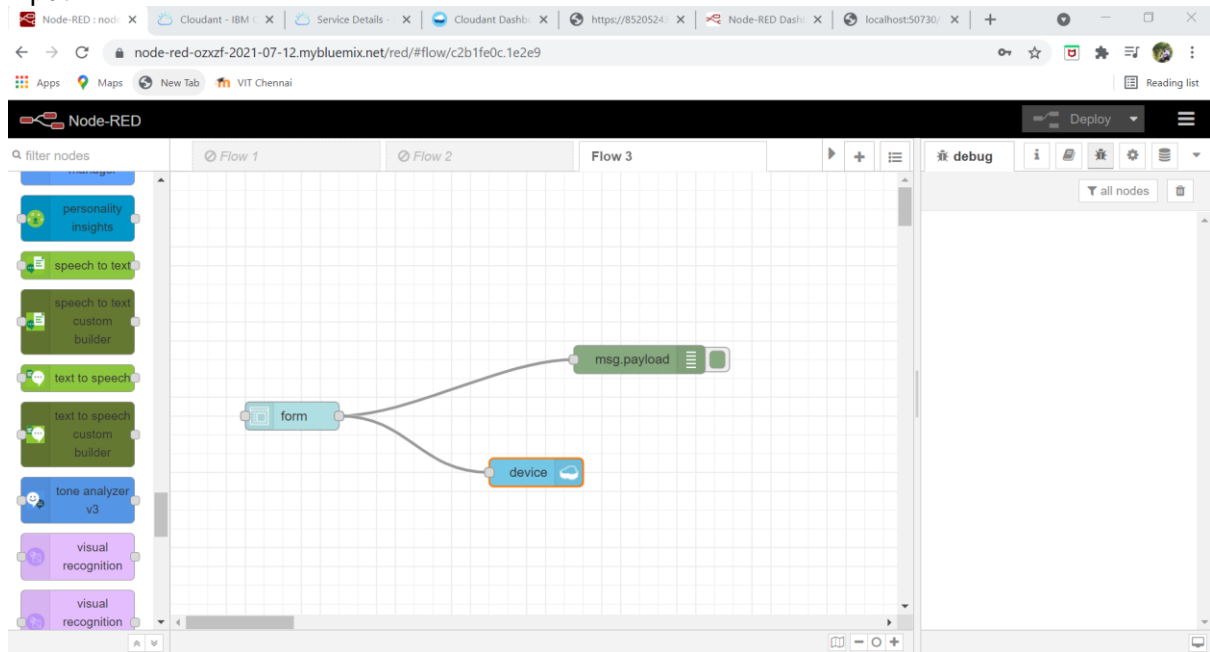 Node-RED : node
Cloudant - IBM C
Service Details -
Cloudant Dashbo
https://85205243
Node-RED Dash
localhost:50730/
node-red-ozxzf-2021-07-12.mybluemix.net/red/#flow/c2b1fe0c.1e2e9
Apps
Maps
New Tab
VIT Chennai
Reading list
Node-RED
Deploy
filter nodes
Flow 1
Flow 2
Flow 3
debug
all nodes
manager
personality
insights
speech to text
speech to text
custom
builder
text to speech
text to speech
custom
builder
tone analyzer
v3
visual
recognition
visual
recognition
msg.payload
form
device